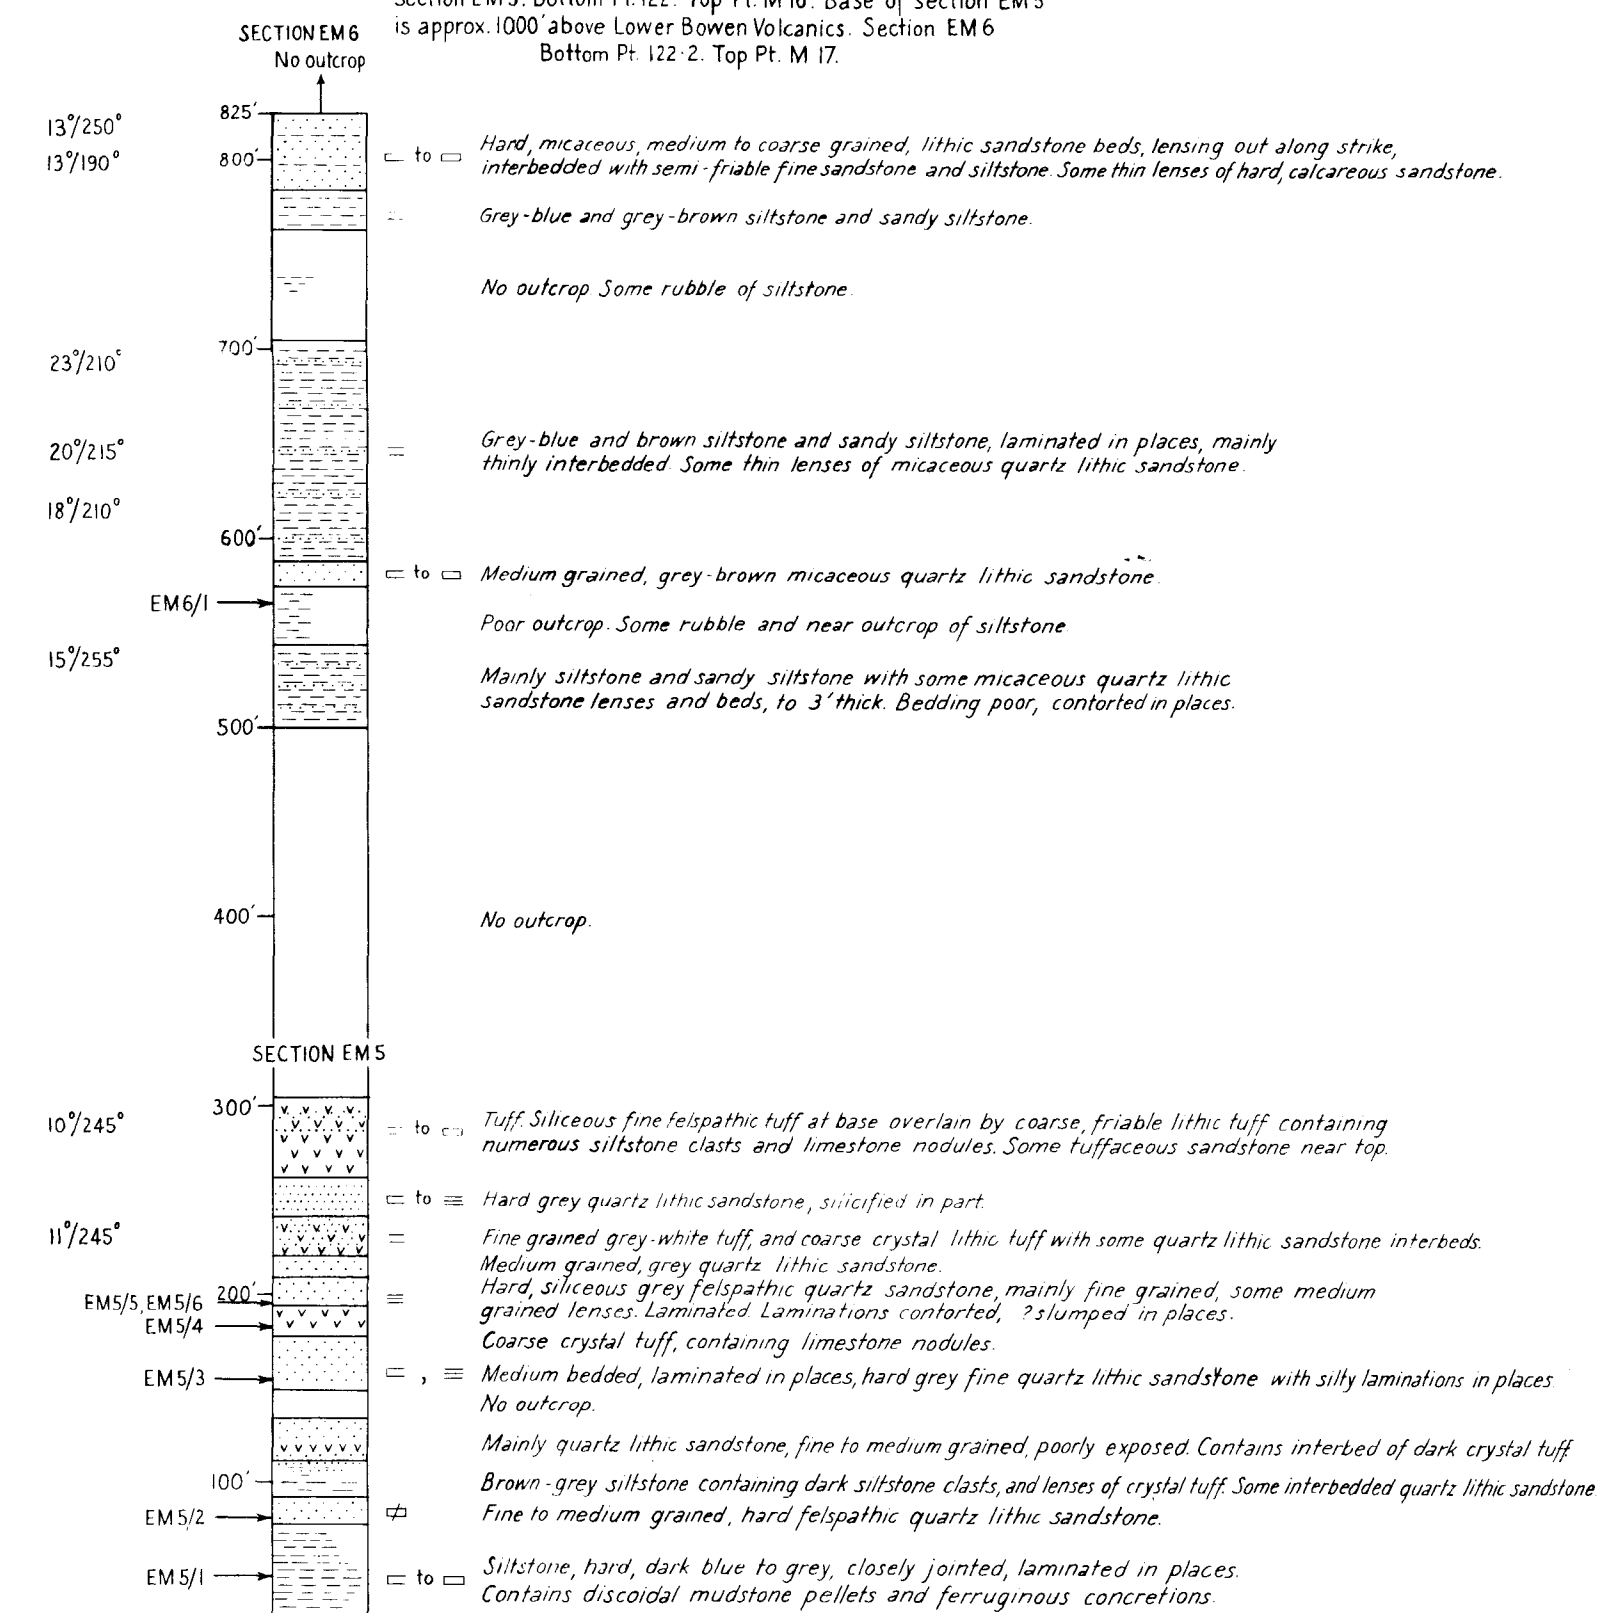 Section EM5. Bottom Pt. 122. Top Pt. M 16. Base of section EM5
is approx. 1000' above Lower Bowen Volcanics. Section EM 6
Bottom Pt. 122·2. Top Pt. M 17.
SECTION EM 6
No outcrop
825'
13°/250°
13°/190°
800'
to
Hard, micaceous, medium to coarse grained, lithic sandstone beds, lensing out along strike,
interbedded with semi-friable fine sandstone and siltstone. Some thin lenses of hard, calcareous sandstone.
Grey-blue and grey-brown siltstone and sandy siltstone.
No outcrop Some rubble of siltstone.
700'
23°/210°
20°/215°
Grey-blue and brown siltstone and sandy siltstone, laminated in places, mainly
thinly interbedded. Some thin lenses of micaceous quartz lithic sandstone.
18°/210°
600'
to
Medium grained, grey-brown micaceous quartz lithic sandstone.
EM6/1
Poor outcrop. Some rubble and near outcrop of siltstone
15°/255°
Mainly siltstone and sandy siltstone with some micaceous quartz lithic
sandstone lenses and beds, to 3' thick. Bedding poor, contorted in places.
500'
400'
No outcrop.
SECTION EM 5
300'
10°/245°
to
Tuff. Siliceous fine felspathic tuff at base overlain by coarse, friable lithic tuff containing
numerous siltstone clasts and limestone nodules. Some tuffaceous sandstone near top.
to
Hard grey quartz lithic sandstone, silicified in part.
11°/245°
Fine grained grey-white tuff, and coarse crystal lithic tuff with some quartz lithic sandstone interbeds.
Medium grained, grey quartz lithic sandstone.
200'
EM5/5, EM5/6
Hard, siliceous grey felspathic quartz sandstone, mainly fine grained, some medium
grained lenses. Laminated. Laminations contorted, ?slumped in places.
EM5/4
Coarse crystal tuff, containing limestone nodules.
EM5/3
,
Medium bedded, laminated in places, hard grey fine quartz lithic sandstone with silty laminations in places
No outcrop.
Mainly quartz lithic sandstone, fine to medium grained, poorly exposed. Contains interbed of dark crystal tuff.
100'
Brown-grey siltstone containing dark siltstone clasts, and lenses of crystal tuff. Some interbedded quartz lithic sandstone.
EM5/2
Fine to medium grained, hard felspathic quartz lithic sandstone.
EM5/1
to
Siltstone, hard, dark blue to grey, closely jointed, laminated in places.
Contains discoidal mudstone pellets and ferruginous concretions.